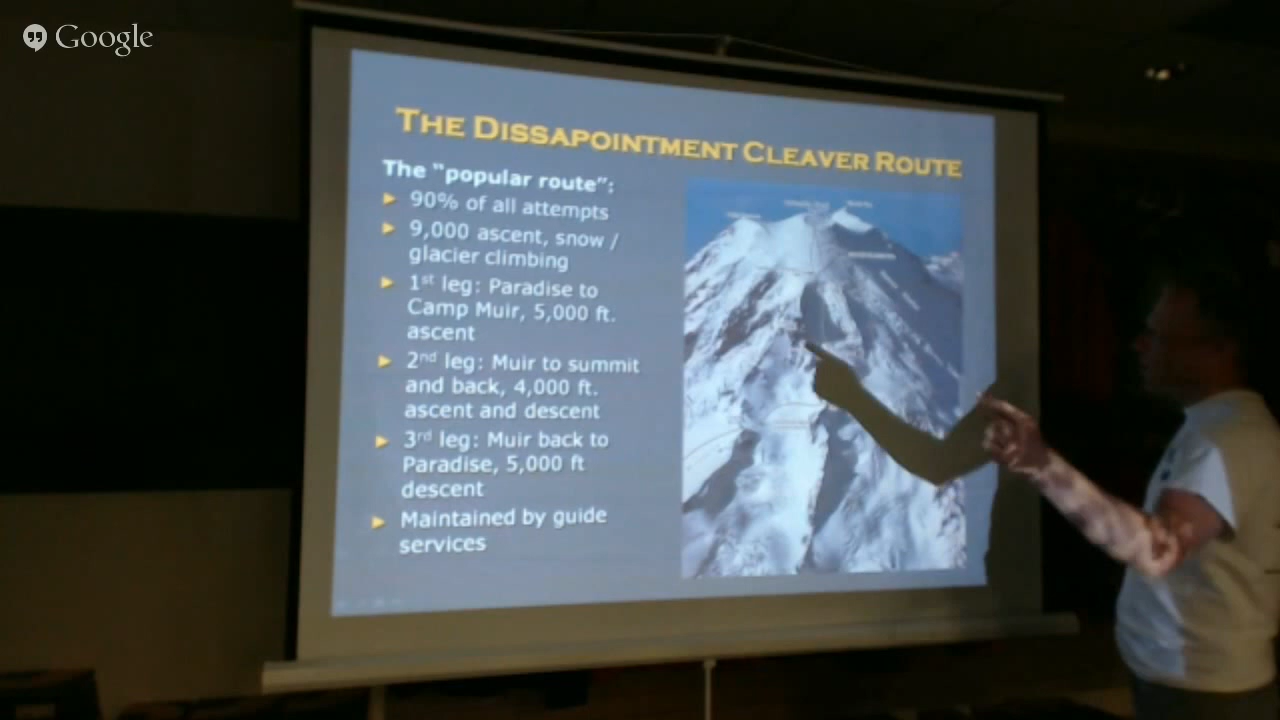 Google
THE DISSAPOINTMENT CLEAVER ROUTE
The “popular route”:
90% of all attempts
9,000 ascent, snow /
glacier climbing
1st leg: Paradise to
Camp Muir, 5,000 ft.
ascent
2nd leg: Muir to summit
and back, 4,000 ft.
ascent and descent
3rd leg: Muir back to
Paradise, 5,000 ft
descent
Maintained by guide
services